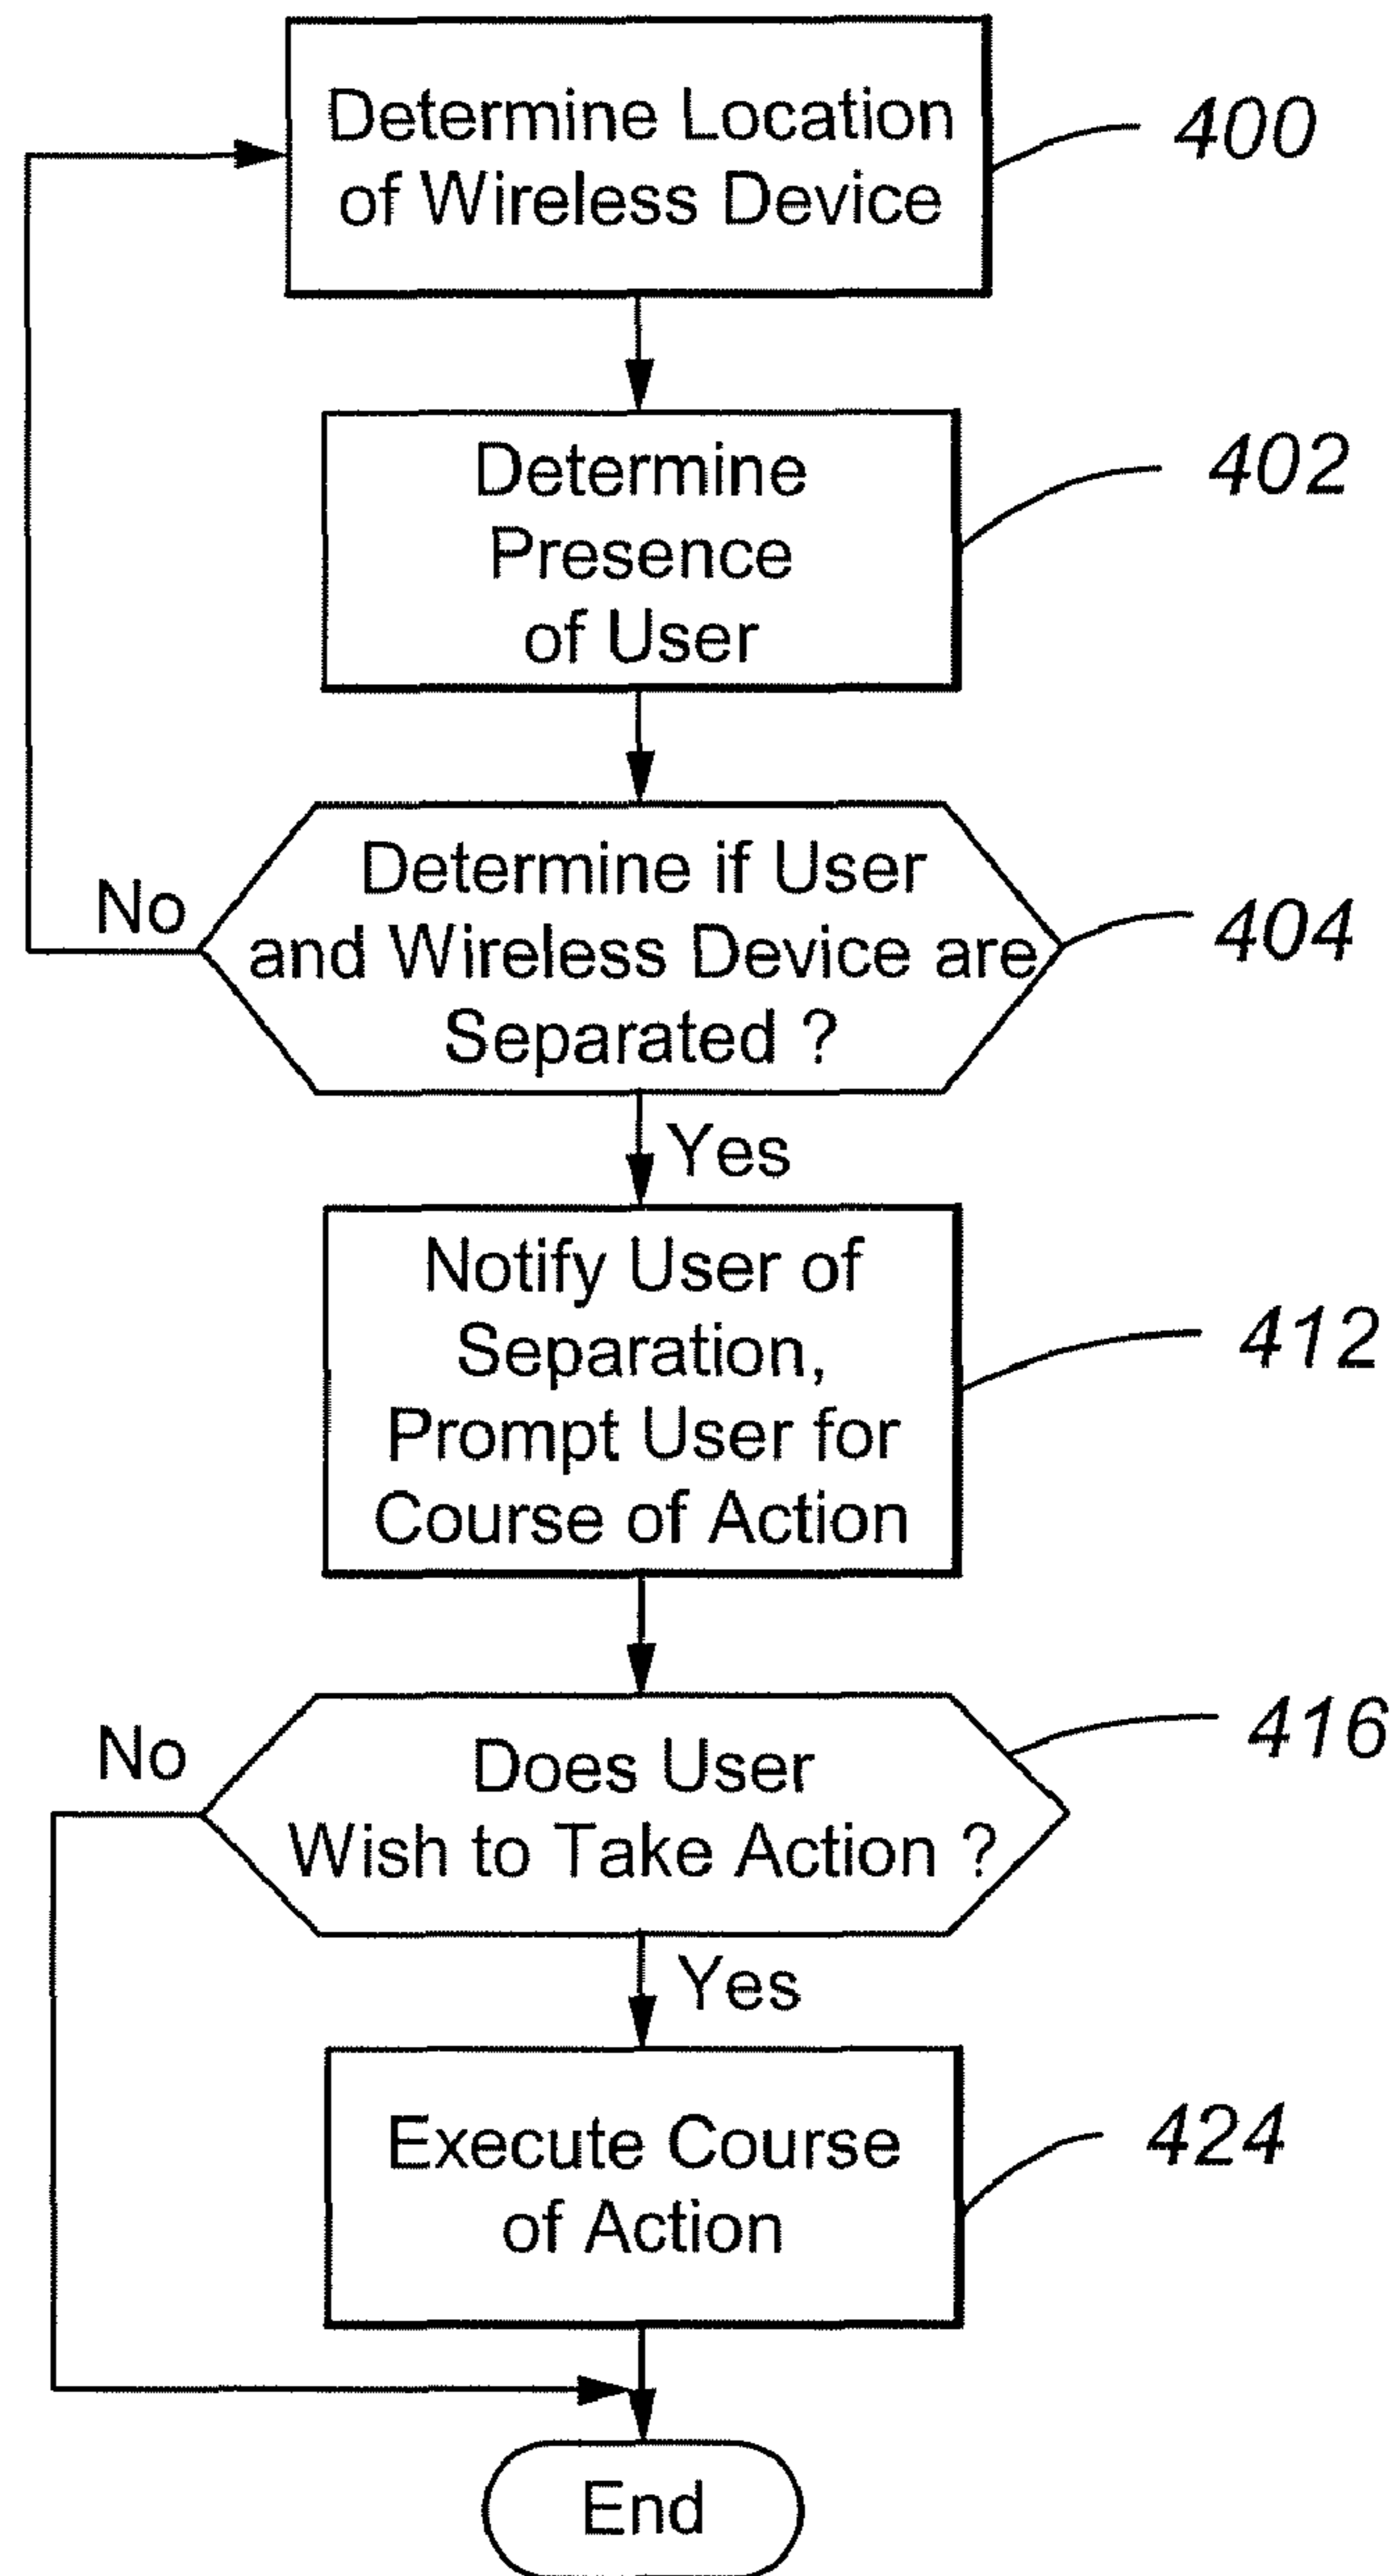 Determine Location
of Wireless Device
400
Determine
Presence
of User
402
Determine if User
and Wireless Device are
Separated ?
404
No
Yes
Notify User of
Separation,
Prompt User for
Course of Action
412
Does User
Wish to Take Action ?
416
No
Yes
Execute Course
of Action
424
End